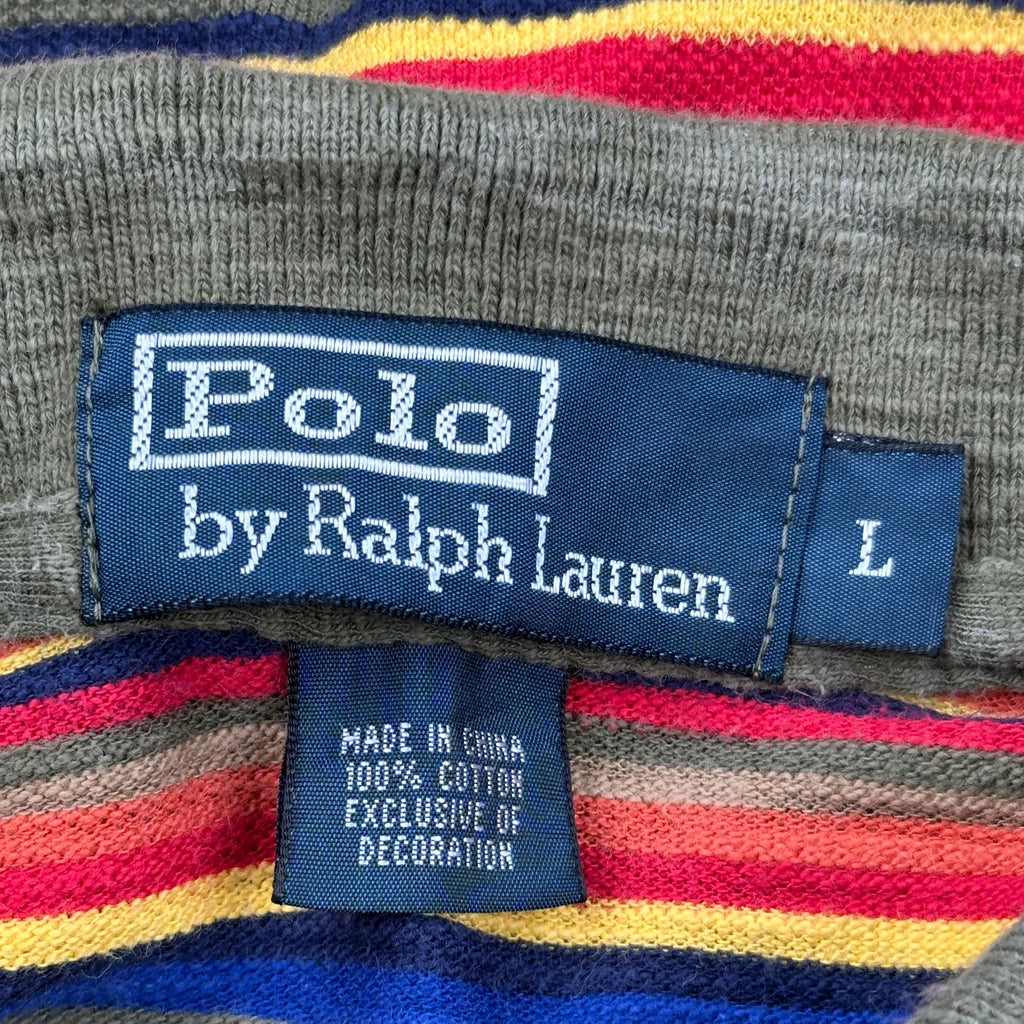 Polo
by Ralph Lauren
L
MADE IN CHINA
100% COTTON
EXCLUSIVE OF
DECORATION